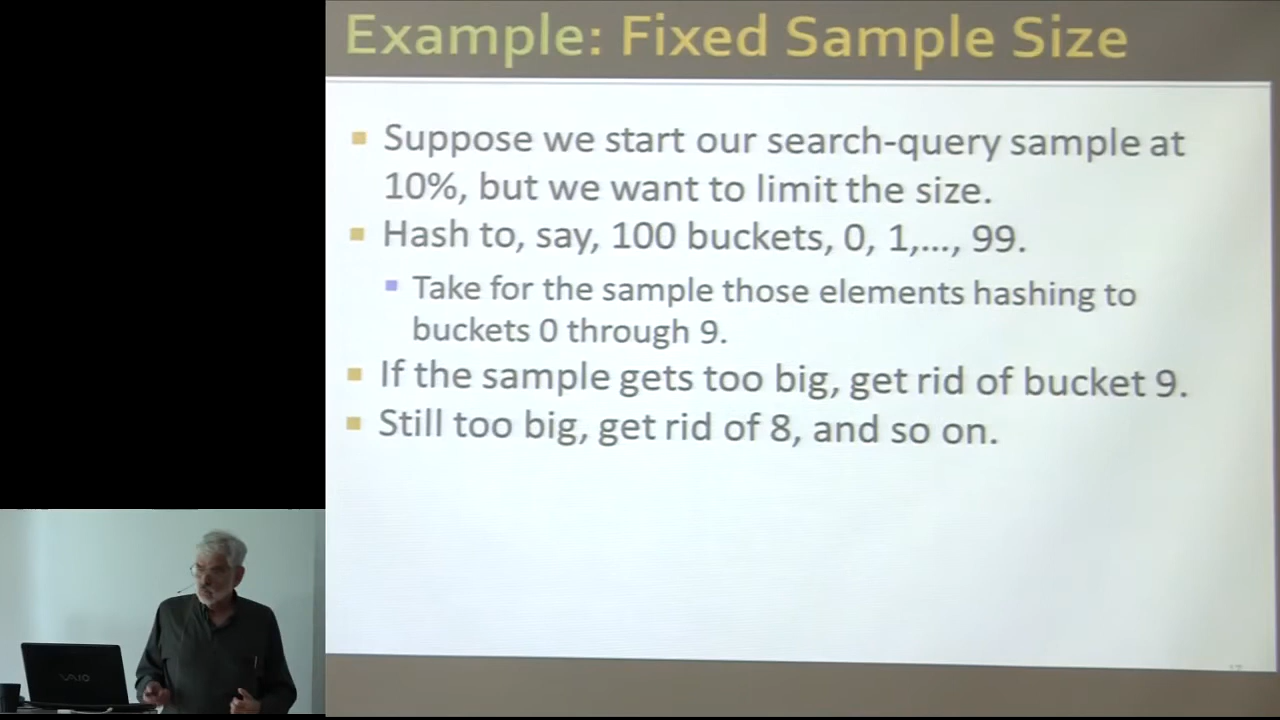 Example: Fixed Sample Size
Suppose we start our search-query sample at
10%, but we want to limit the size.
Hash to, say, 100 buckets, 0, 1,..., 99.
Take for the sample those elements hashing to
buckets 0 through 9.
If the sample gets too big, get rid of bucket 9.
Still too big, get rid of 8, and so on.
VAIO